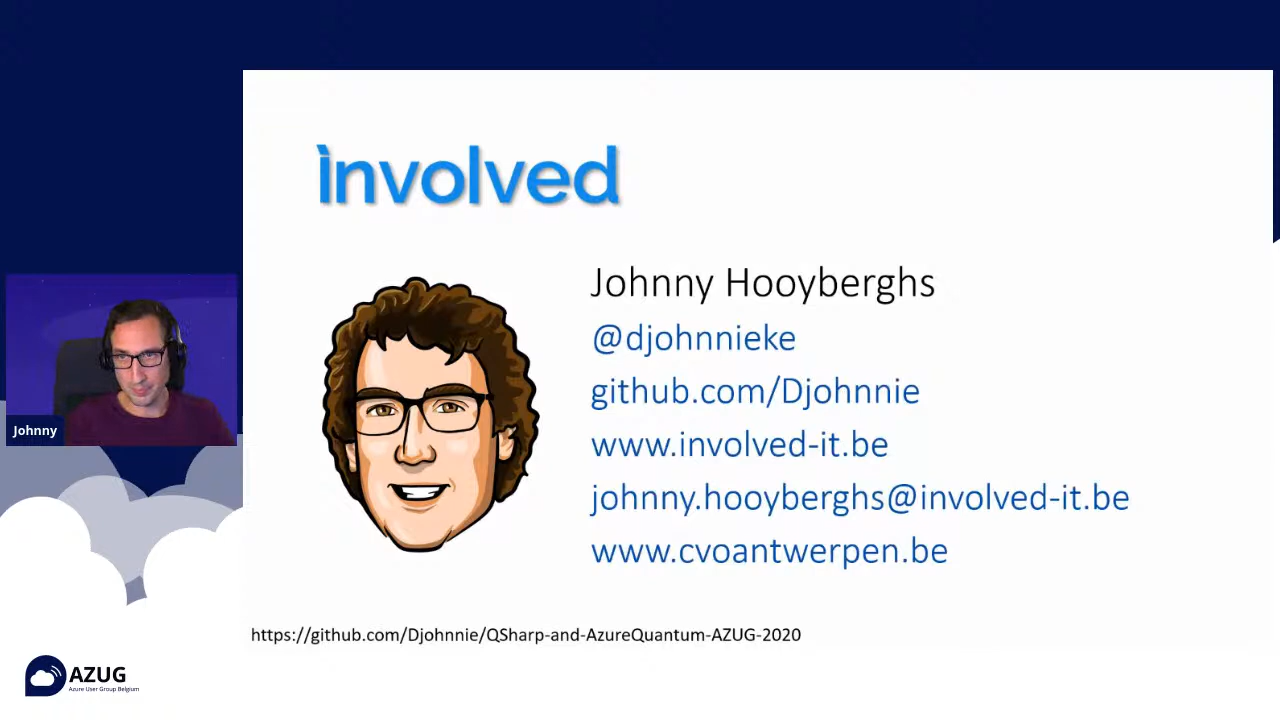 involved
Johnny Hooyberghs
@djohnnieke
github.com/Djohnnie
www.involved-it.be
johnny.hooyberghs@involved-it.be
www.cvoantwerpen.be
Johnny
https://github.com/Djohnnie/QSharp-and-AzureQuantum-AZUG-2020
AZUG
Azure User Group Belgium